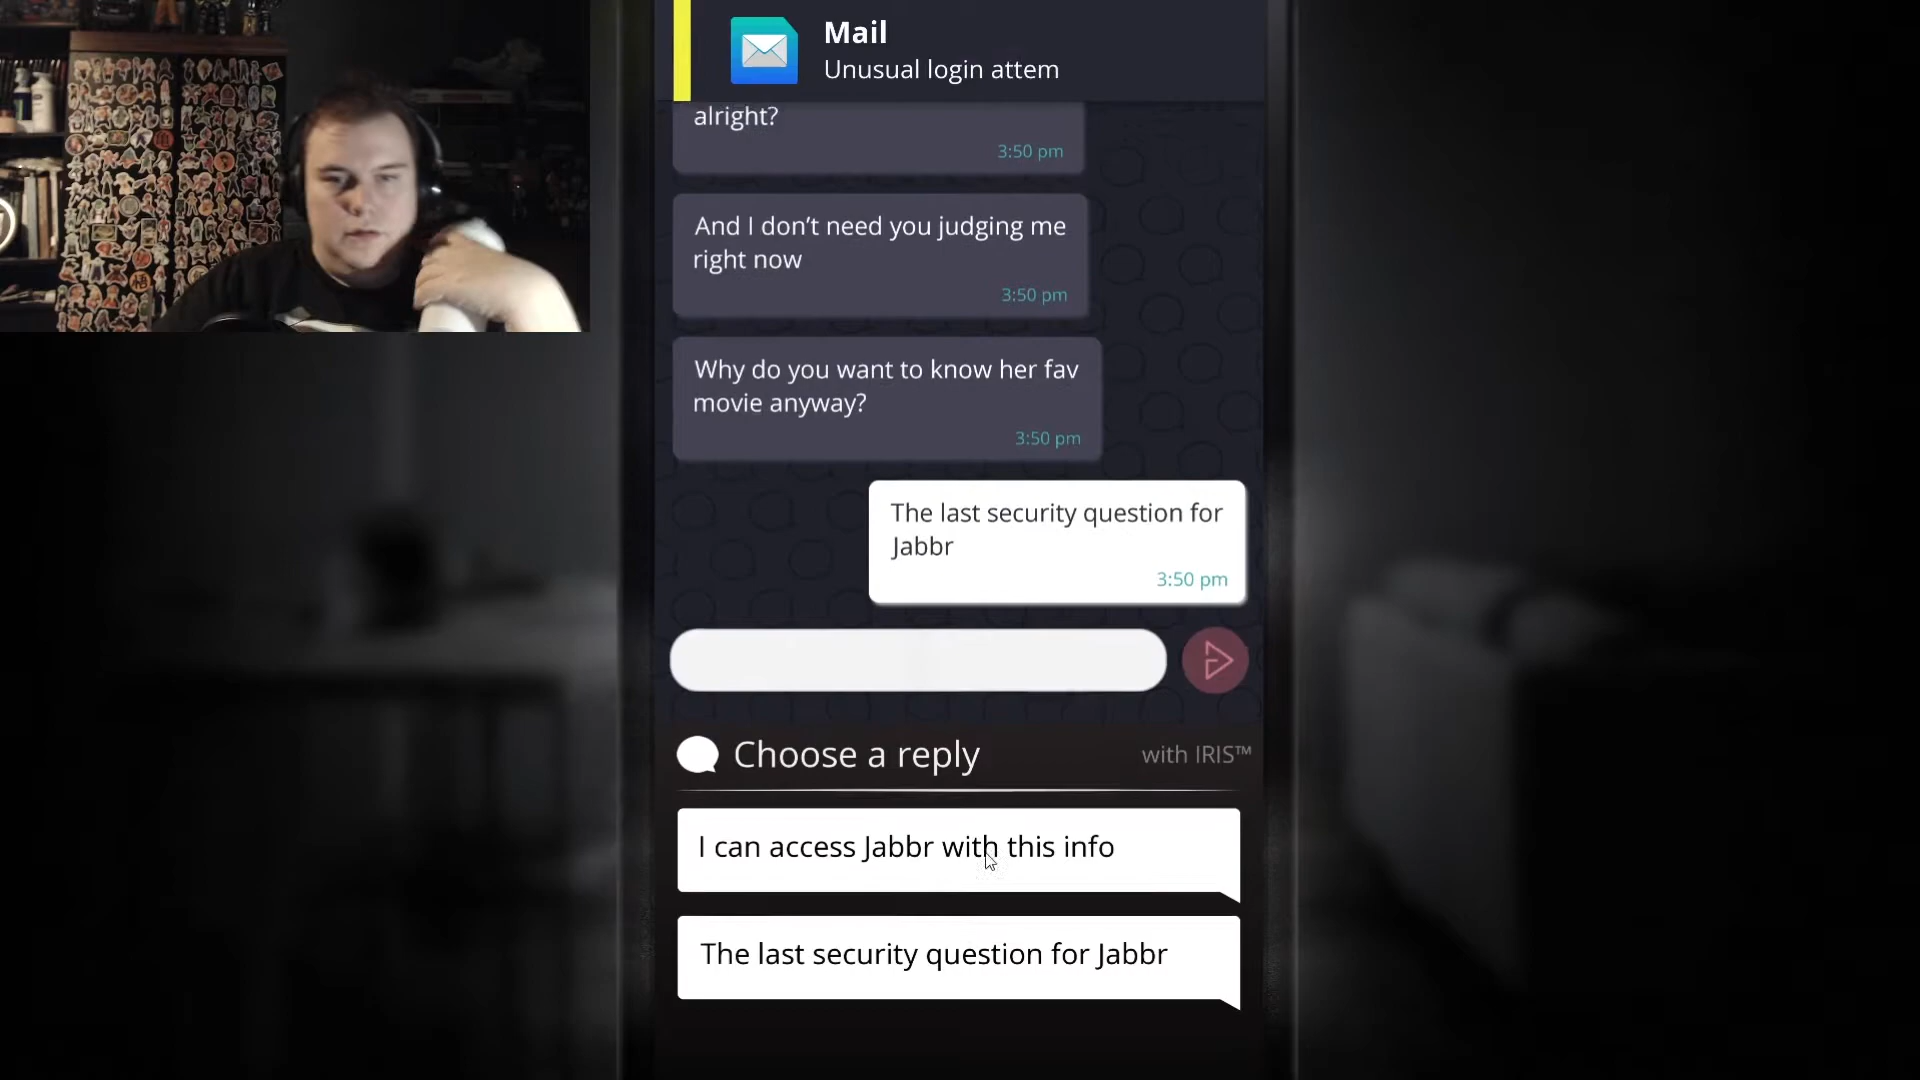 Mail
Unusual login attem
alright?
3:50 pm
And I don't need you judging me
right now
3:50 pm
Why do you want to know her fav
movie anyway?
3:50 pm
The last security question for
Jabbr
3:50 pm
Choose a reply
with IRIS™
I can access Jabbr with this info
The last security question for Jabbr